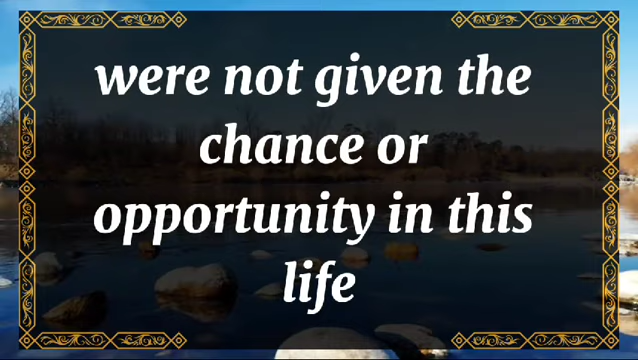 were not given the
chance or
opportunity in this
life